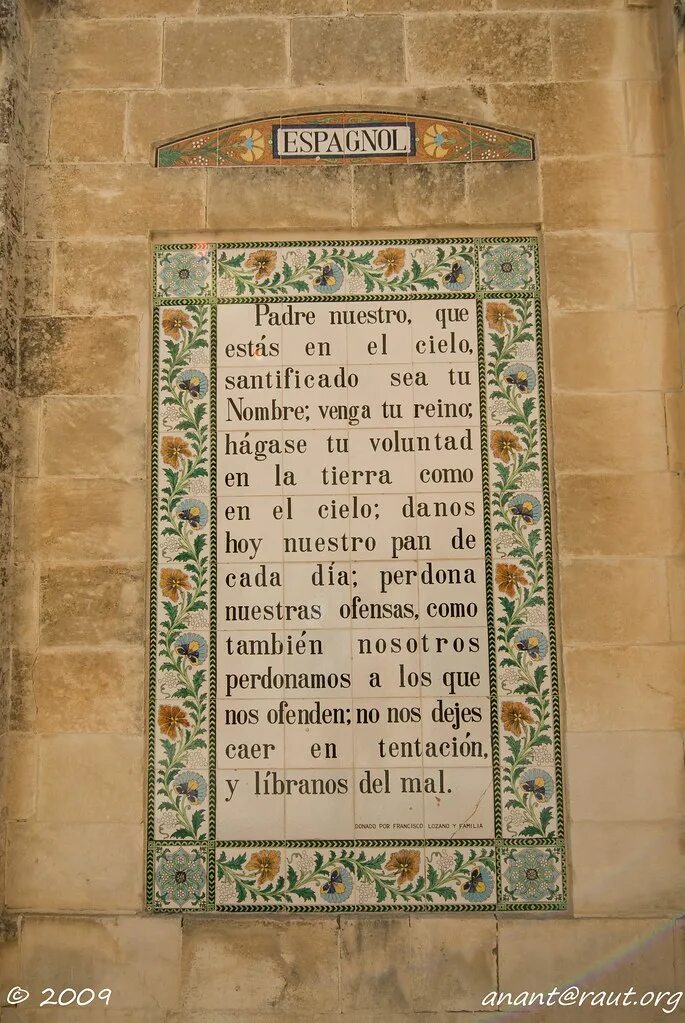 ESPAGNOL
Padre nuestro, que
estás en el cielo,
santificado sea tu
Nombre; venga tu reino;
hágase tu voluntad
en la tierra como
en el cielo; danos
hoy nuestro pan de
cada día; perdona
nuestras ofensas, como
también nosotros
perdonamos a los que
nos ofenden; no nos dejes
caer en tentación,
y líbranos del mal.
DONADO POR FRANCISCO LOZANO Y FAMILIA
© 2009
anant@raut.org